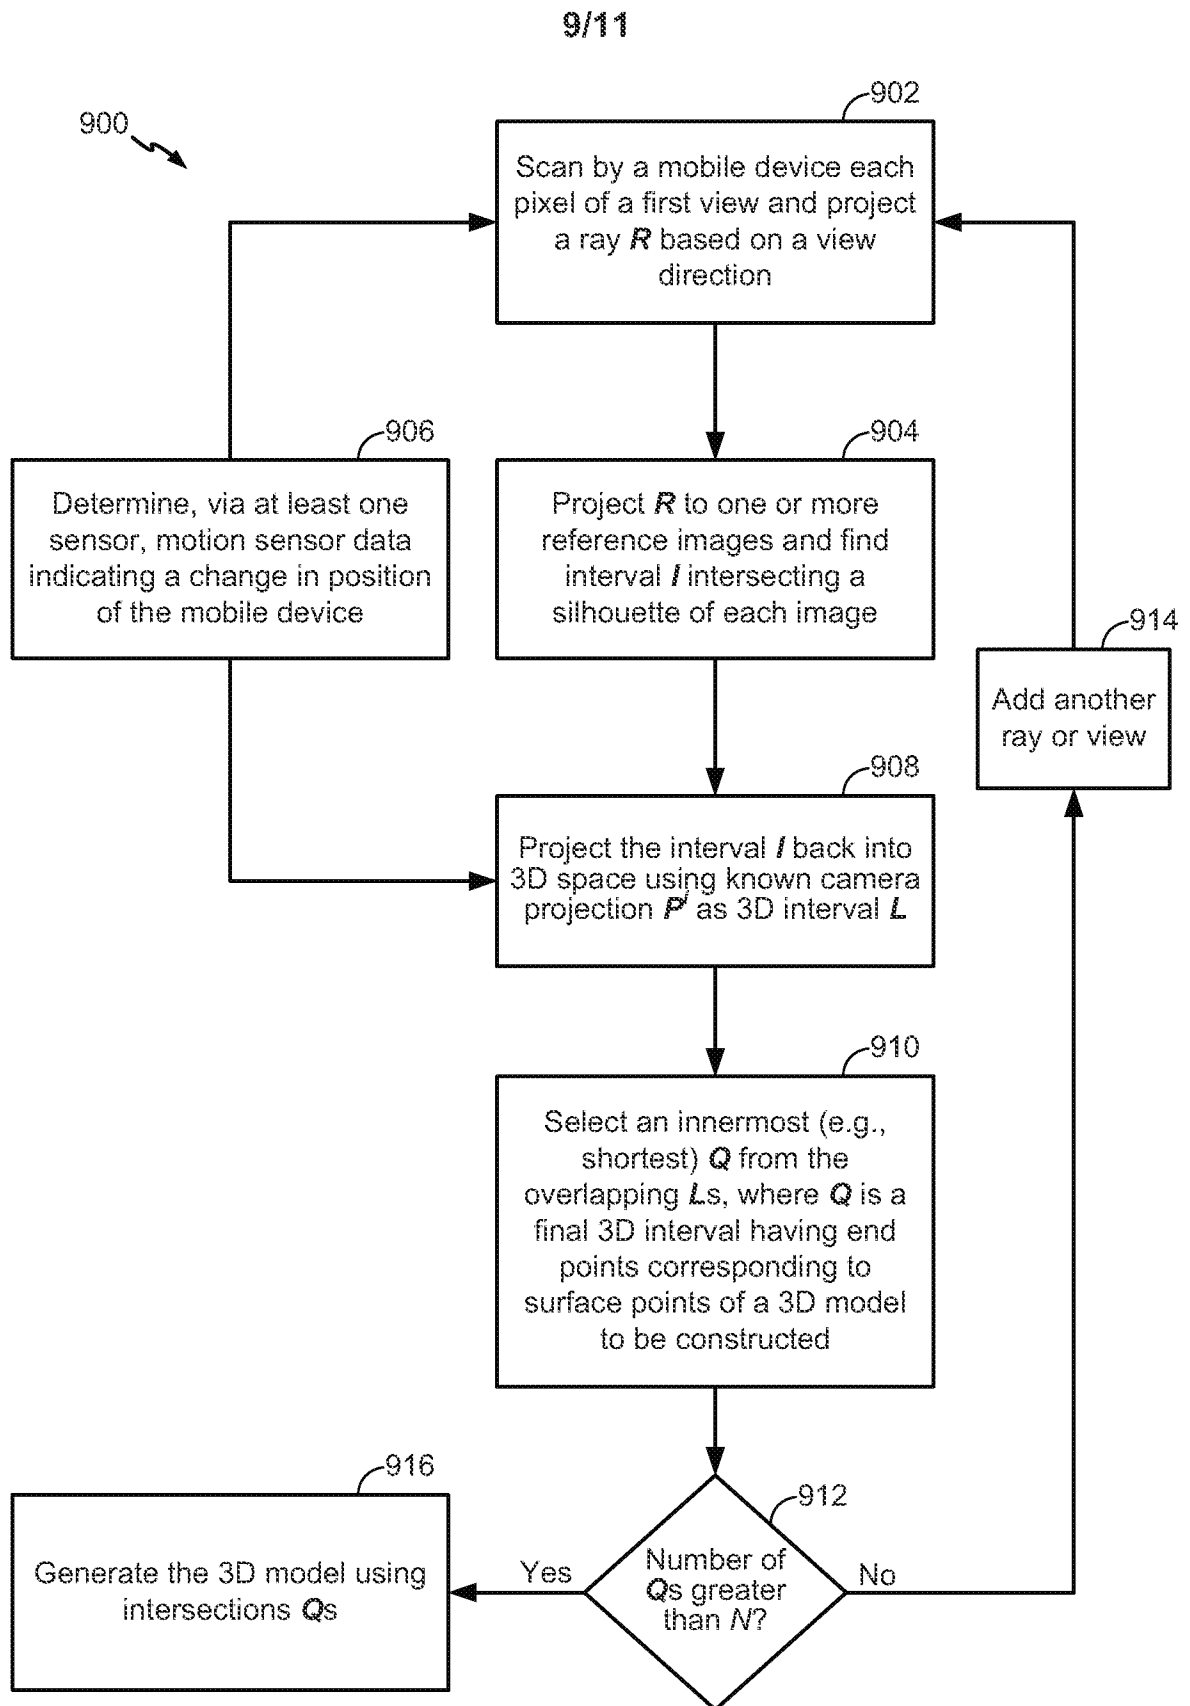 9/11
900
902
Scan by a mobile device each
pixel of a first view and project
a ray R based on a view
direction
906
Determine, via at least one
sensor, motion sensor data
indicating a change in position
of the mobile device
904
Project R to one or more
reference images and find
interval I intersecting a
silhouette of each image
914
Add another
ray or view
908
Project the interval I back into
3D space using known camera
projection Pʲ as 3D interval L
910
Select an innermost (e.g.,
shortest) Q from the
overlapping Ls, where Q is a
final 3D interval having end
points corresponding to
surface points of a 3D model
to be constructed
916
Generate the 3D model using
intersections Qs
Yes
912
Number of
Qs greater
than N?
No